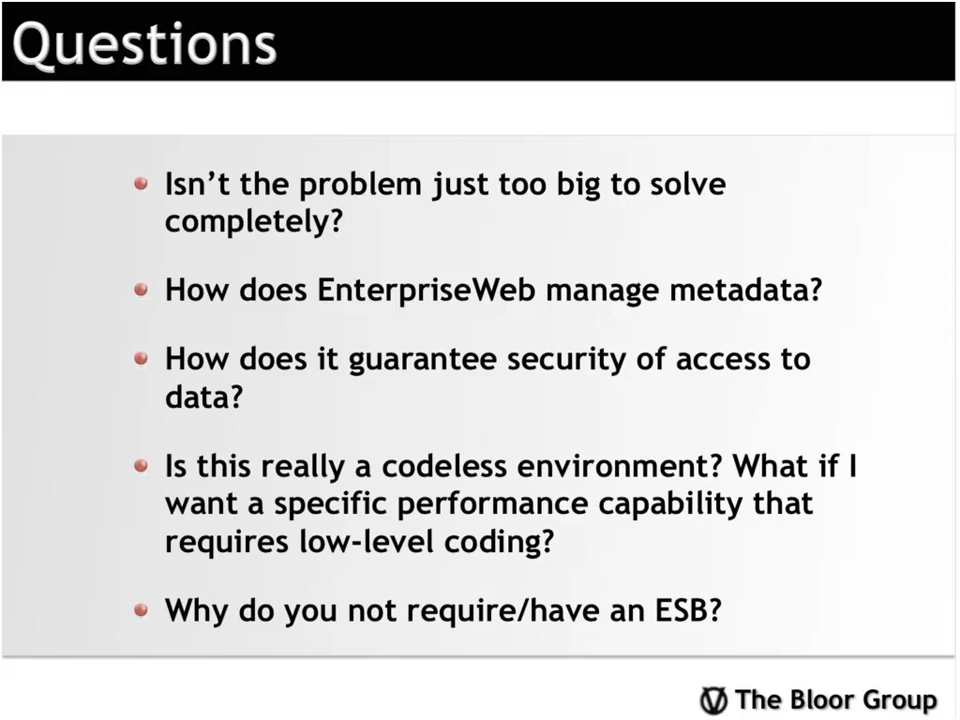 Questions
Isn't the problem just too big to solve
completely?
How does EnterpriseWeb manage metadata?
How does it guarantee security of access to
data?
Is this really a codeless environment? What if I
want a specific performance capability that
requires low-level coding?
Why do you not require/have an ESB?
The Bloor Group